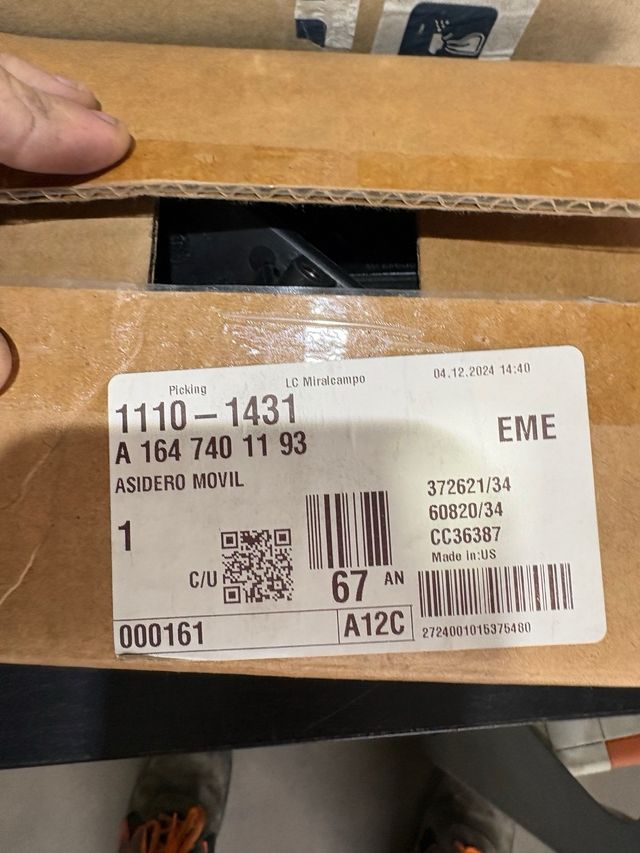 Picking
LC Miralcampo
04.12.2024 14:40
1110 – 1431
EME
A 164 740 11 93
ASIDERO MOVIL
372621/34
60820/34
CC36387
Made in:US
1
C/U
67 AN
000161
A12C
2724001015375480